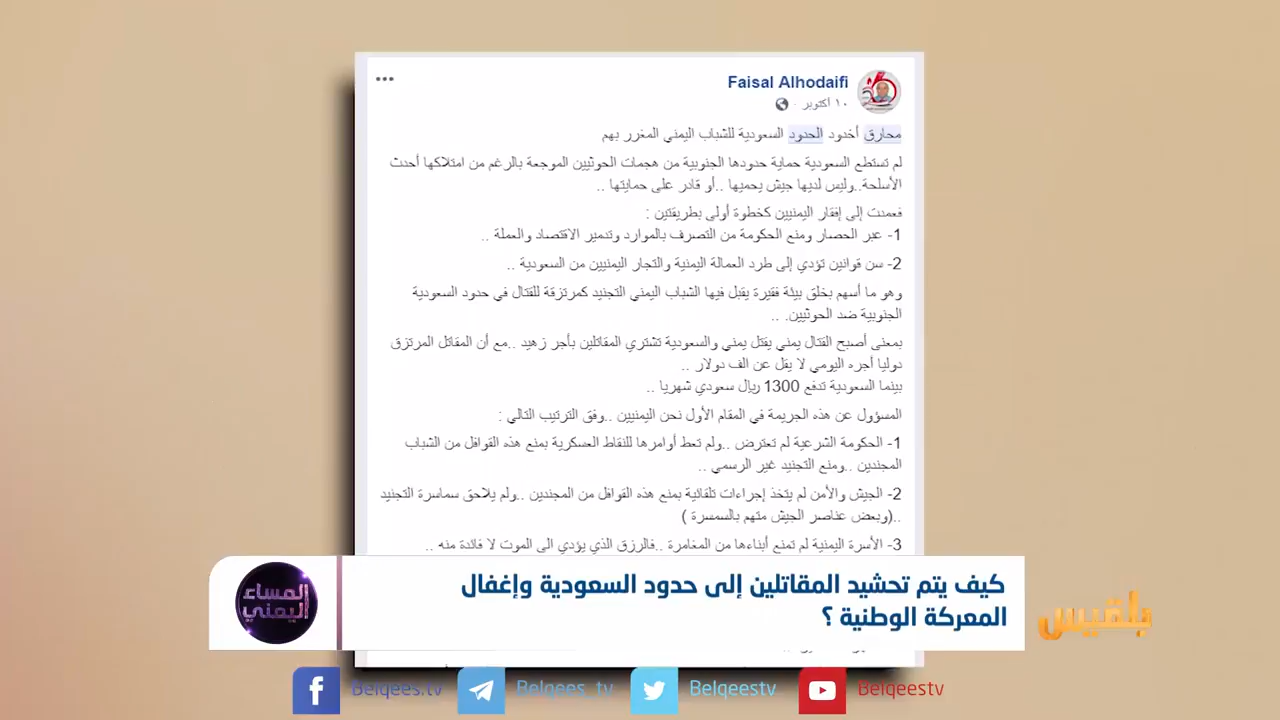 Faisal Alhodaifi
١٠ أكتوبر ·
محارق أخدود الحدود السعودية للشباب اليمني المغرر بهم
لم تستطع السعودية حماية حدودها الجنوبية من هجمات الحوثيين الموجعة بالرغم من امتلاكها أحدث
الأسلحة..وليس لديها جيش يحميها ..أو قادر على حمايتها ..
فعمدت إلى إفقار اليمنيين كخطوة أولى بطريقتين :
1- عبر الحصار ومنع الحكومة من التصرف بالموارد وتدمير الاقتصاد والعملة ..
2- سن قوانين تؤدي إلى طرد العمالة اليمنية والتجار اليمنيين من السعودية ..
وهو ما أسهم بخلق بيئة فقيرة يقبل فيها الشباب اليمني التجنيد كمرتزقة للقتال في حدود السعودية
الجنوبية ضد الحوثيين. ..
بمعنى أصبح القتال يمني يقتل يمني والسعودية تشتري المقاتلين بأجر زهيد ..مع أن المقاتل المرتزق
دوليا أجره اليومي لا يقل عن الف دولار ..
بينما السعودية تدفع 1300 ريال سعودي شهريا ..
المسؤول عن هذه الجريمة في المقام الأول نحن اليمنيين ..وفق الترتيب التالي :
1- الحكومة الشرعية لم تعترض ..ولم تعط أوامرها للنقاط العسكرية بمنع هذه القوافل من الشباب
المجندين ..ومنع التجنيد غير الرسمي ..
2- الجيش والأمن لم يتخذ إجراءات تلقائية بمنع هذه القوافل من المجندين ..ولم يلاحق سماسرة التجنيد
..(وبعض عناصر الجيش متهم بالسمسرة )
3- الأسرة اليمنية لم تمنع أبناءها من المغامرة ..فالرزق الذي يؤدي الى الموت لا فائدة منه ..
المساء اليمني
كيف يتم تحشيد المقاتلين إلى حدود السعودية وإغفال
المعركة الوطنية ؟
بلقيس
Belqees.tv
Belqees_tv
Belqeestv
Belqeestv